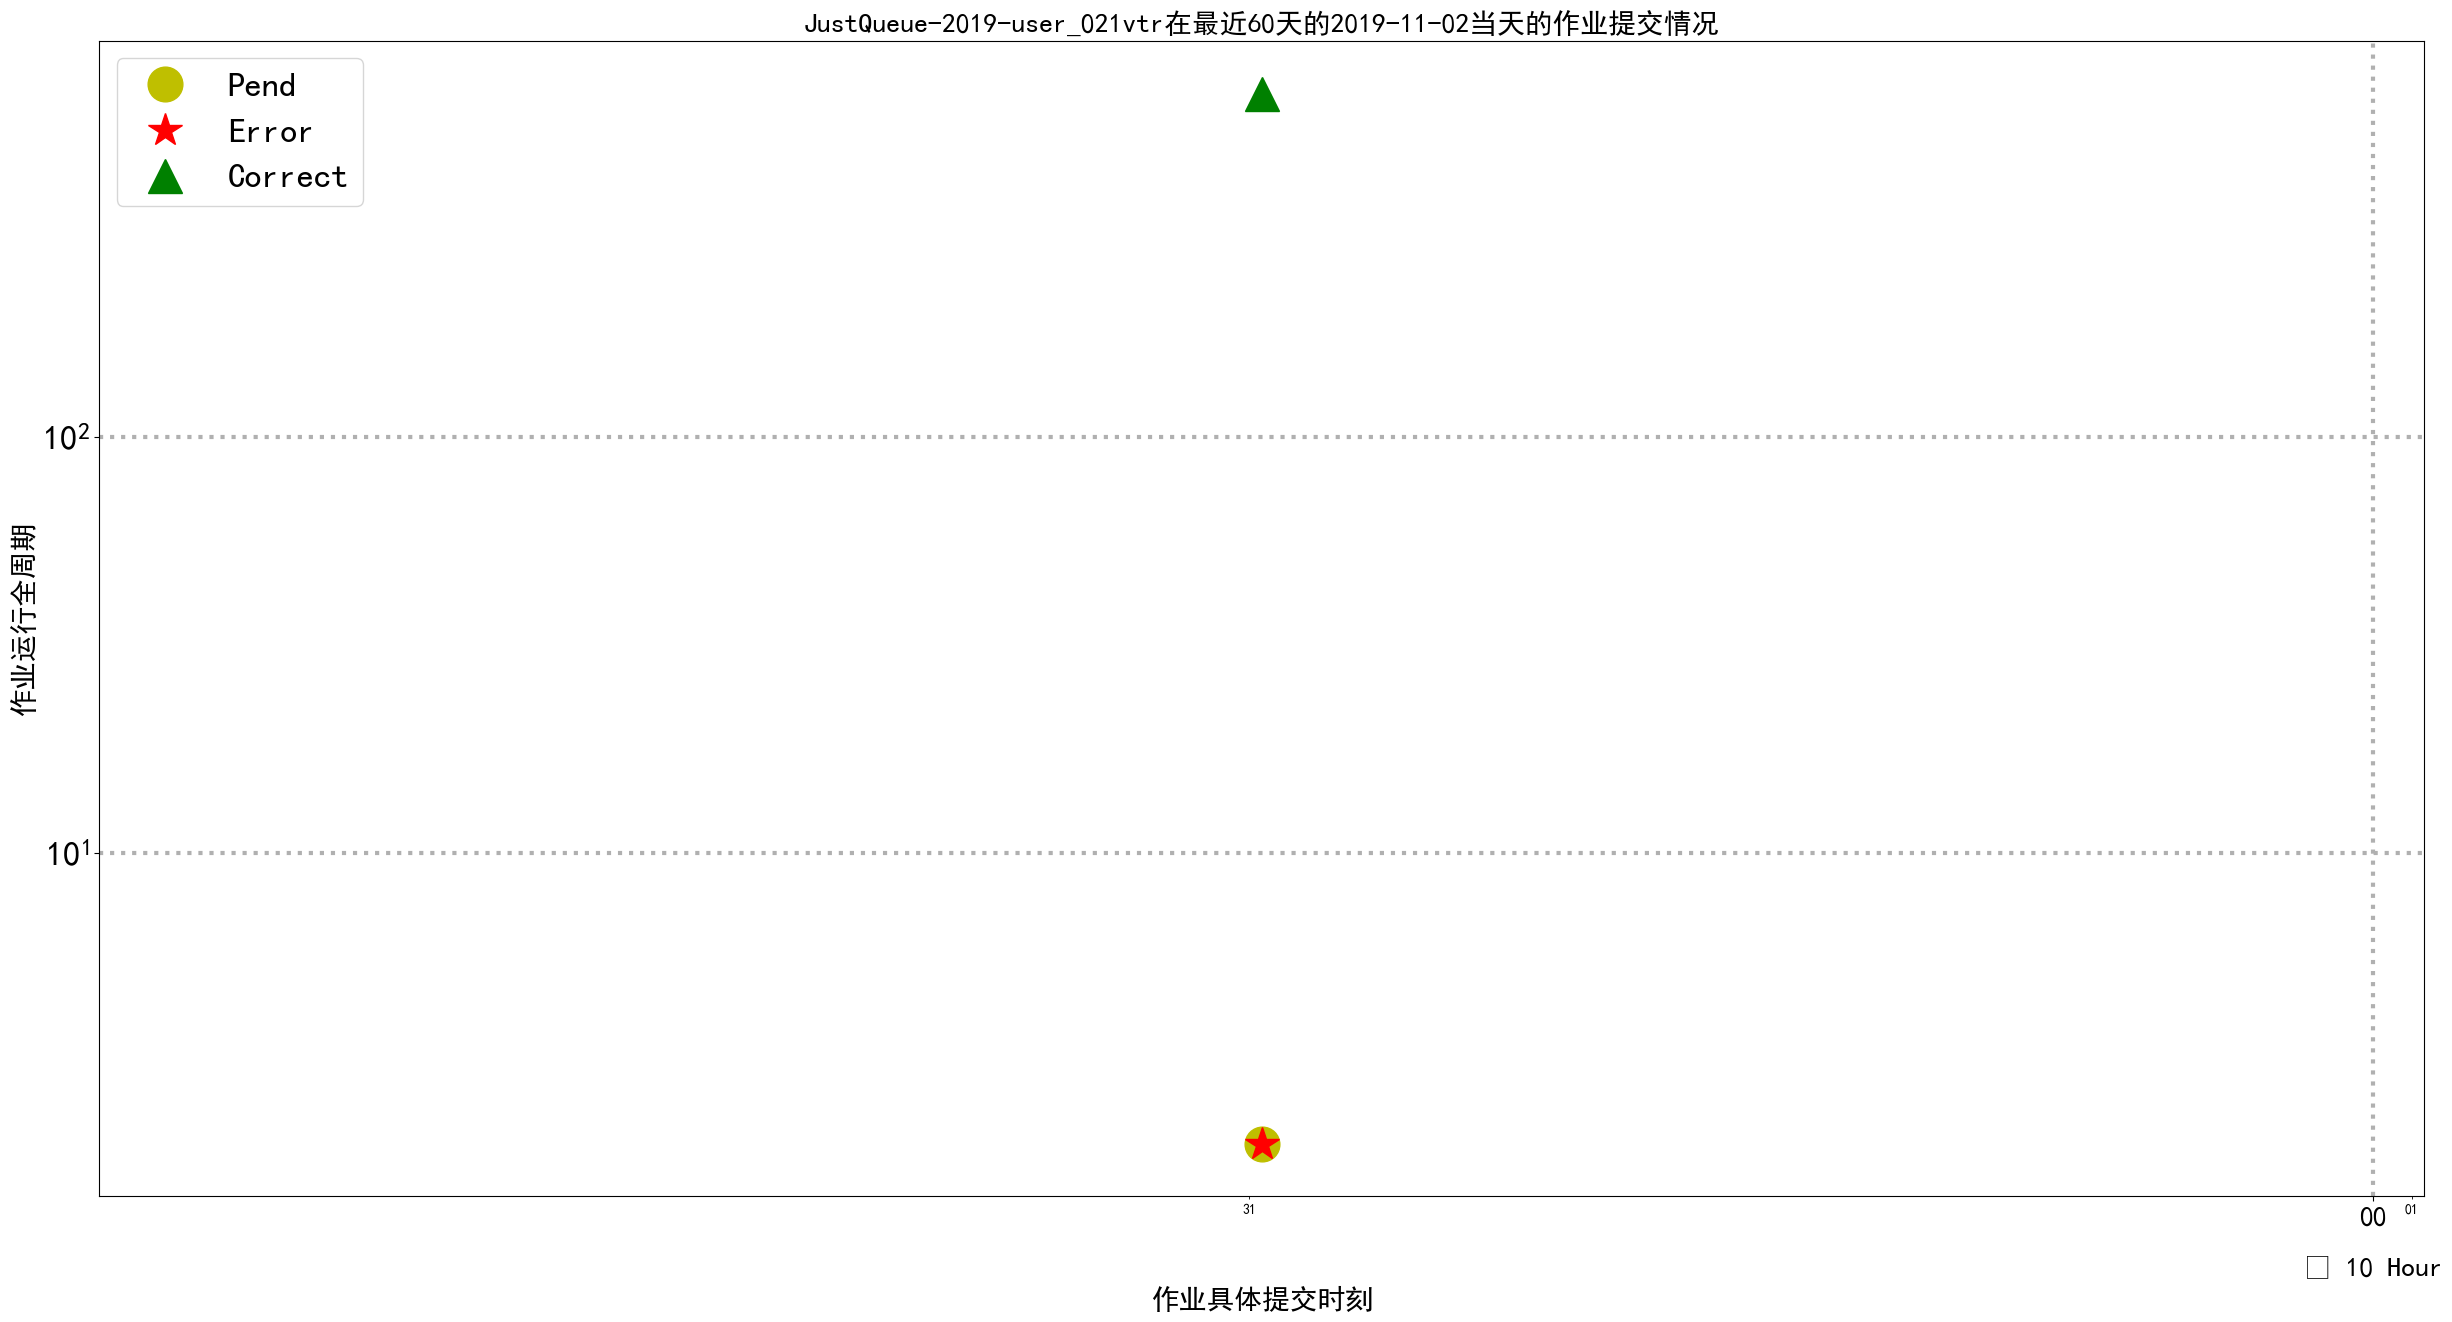 JustQueue-2019-user_021vtr在最近60天的2019-11-02当天的作业提交情况
Pend
Error
Correct
10²
10¹
作业运行全周期
31
00
01
□ 10 Hour
作业具体提交时刻